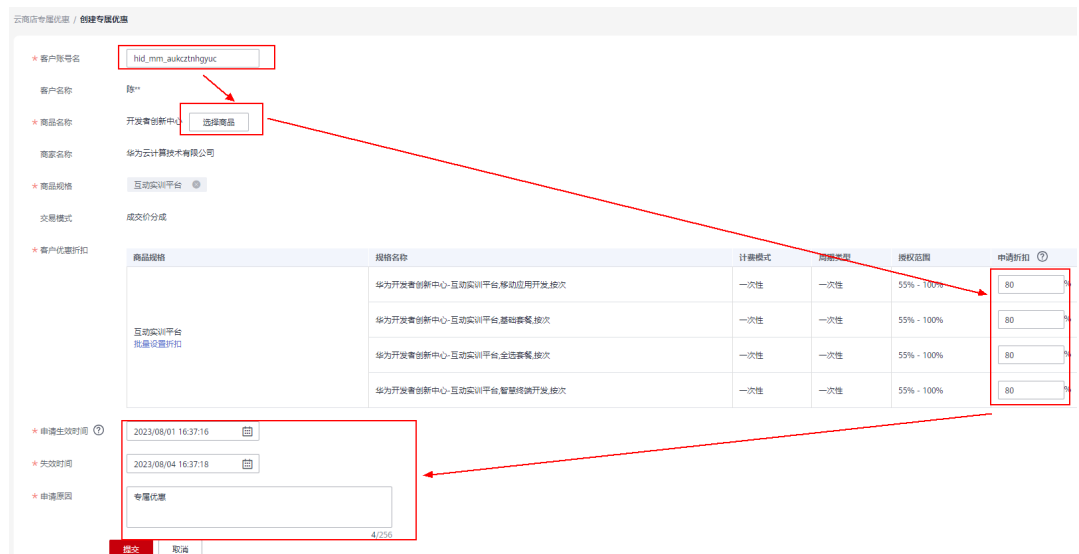 云商店专属优惠 / 创建专属优惠
* 客户账号名 hid_mm_aukcztnhgyuc
客户名称 陈**
* 商品名称 开发者创新中心 选择商品
商家名称 华为云计算技术有限公司
* 商品规格 互动实训平台
交易模式 成交价分成
* 客户优惠折扣
商品规格 规格名称 计费模式 周期类型 授权范围 申请折扣 ?
华为开发者创新中心-互动实训平台,移动应用开发,按次 一次性 一次性 55% - 100% 80 %
华为开发者创新中心-互动实训平台,基础套餐,按次 一次性 一次性 55% - 100% 80 %
互动实训平台
批量设置折扣
华为开发者创新中心-互动实训平台,全选套餐,按次 一次性 一次性 55% - 100% 80 %
华为开发者创新中心-互动实训平台,智慧终端开发,按次 一次性 一次性 55% - 100% 80 %
* 申请生效时间 ? 2023/08/01 16:37:16
* 失效时间 2023/08/04 16:37:18
* 申请原因 专属优惠
4/256
提交 取消